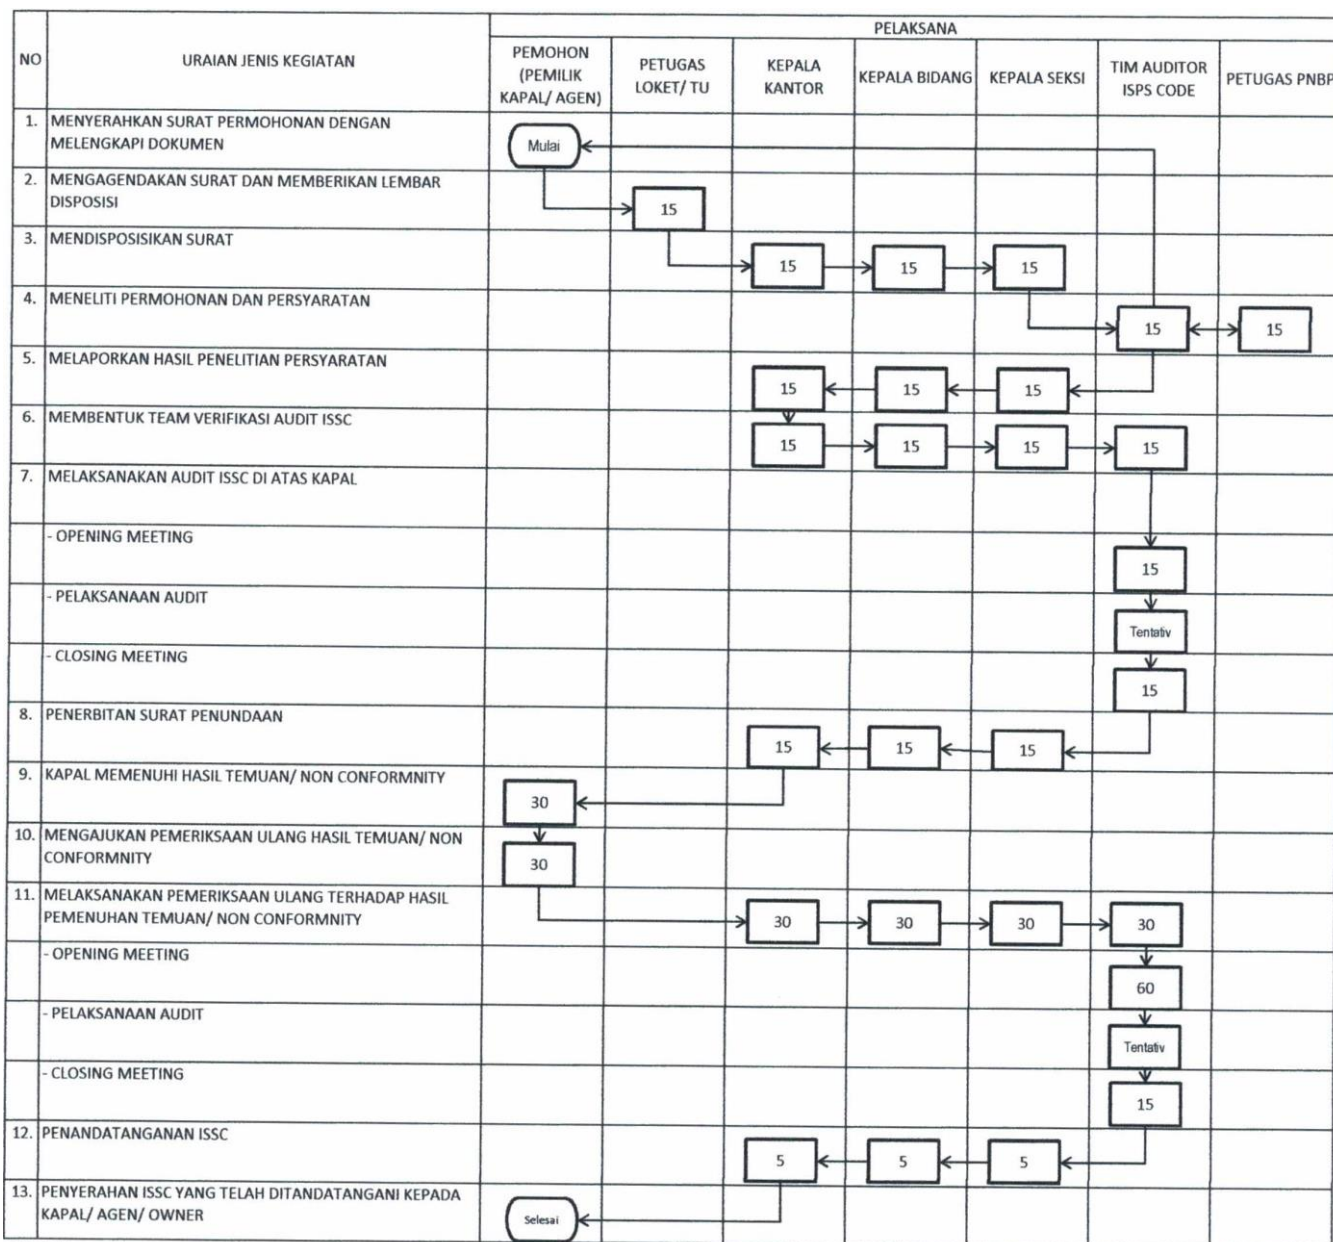 PELAKSANA
NO
URAIAN JENIS KEGIATAN
PEMOHON
(PEMILIK
KAPAL/ AGEN)
PETUGAS
LOKET/ TU
KEPALA
KANTOR
KEPALA BIDANG
KEPALA SEKSI
TIM AUDITOR
ISPS CODE
PETUGAS PNBP
1. MENYERAHKAN SURAT PERMOHONAN DENGAN
MELENGKAPI DOKUMEN
Mulai
2. MENGAGENDAKAN SURAT DAN MEMBERIKAN LEMBAR
DISPOSISI
15
3. MENDISPOSISIKAN SURAT
15 15 15
4. MENELITI PERMOHONAN DAN PERSYARATAN
15 15
5. MELAPORKAN HASIL PENELITIAN PERSYARATAN
15 15 15
6. MEMBENTUK TEAM VERIFIKASI AUDIT ISSC
15 15 15 15
7. MELAKSANAKAN AUDIT ISSC DI ATAS KAPAL
- OPENING MEETING
15
- PELAKSANAAN AUDIT
Tentativ
- CLOSING MEETING
15
8. PENERBITAN SURAT PENUNDAAN
15 15 15
9. KAPAL MEMENUHI HASIL TEMUAN/ NON CONFORMNITY
30
10. MENGAJUKAN PEMERIKSAAN ULANG HASIL TEMUAN/ NON
CONFORMNITY
30
11. MELAKSANAKAN PEMERIKSAAN ULANG TERHADAP HASIL
PEMENUHAN TEMUAN/ NON CONFORMNITY
30 30 30 30
- OPENING MEETING
60
- PELAKSANAAN AUDIT
Tentativ
- CLOSING MEETING
15
12. PENANDATANGANAN ISSC
5 5 5
13. PENYERAHAN ISSC YANG TELAH DITANDATANGANI KEPADA
KAPAL/ AGEN/ OWNER
Selesai